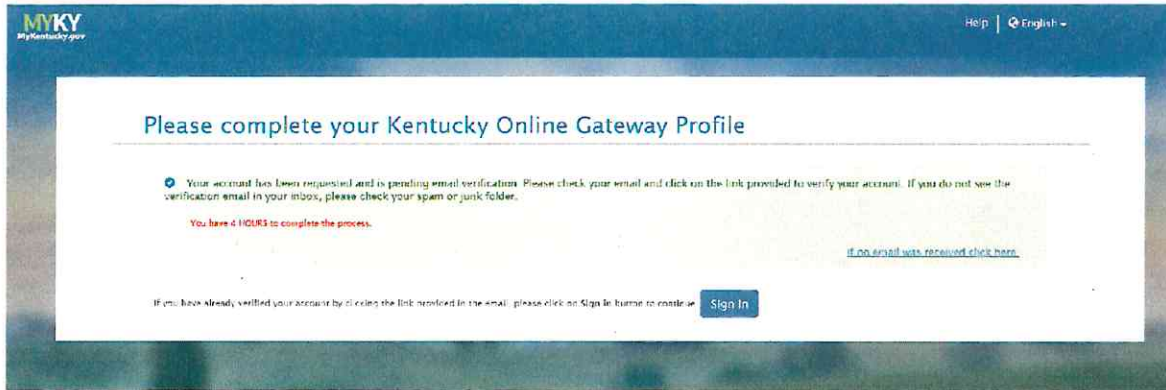 MYKY
MyKentucky.gov
Help | English
Please complete your Kentucky Online Gateway Profile
Your account has been requested and is pending email verification. Please check your email and click on the link provided to verify your account. If you do not see the
verification email in your inbox, please check your spam or junk folder.
You have 4 HOURS to complete the process.
If no email was received click here.
If you have already verified your account by clicking the link provided in the email, please click on Sign In button to continue Sign In